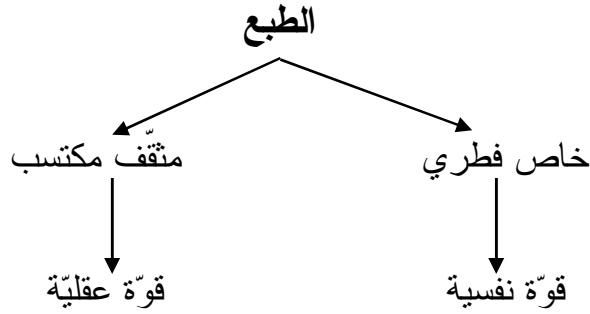 الطبع
خاص فطري
مثقّف مكتسب
قوّة نفسية
قوّة عقليّة